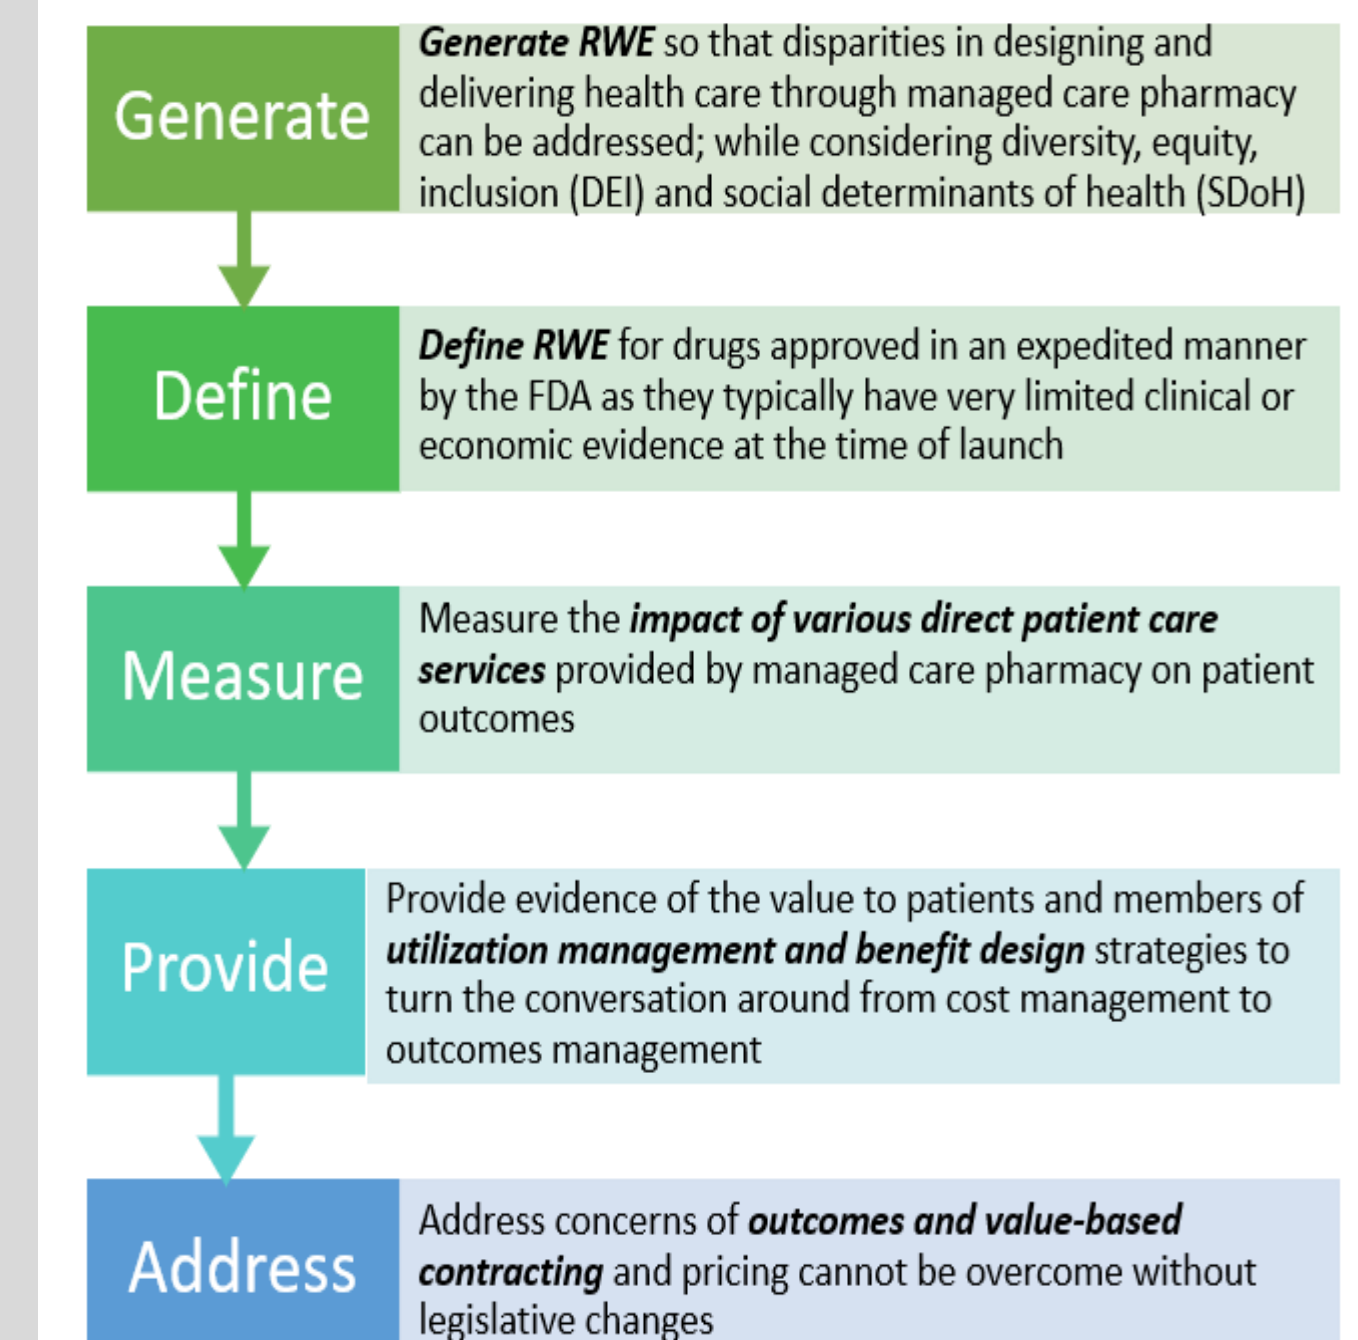 Generate
Generate RWE so that disparities in designing and
delivering health care through managed care pharmacy
can be addressed; while considering diversity, equity,
inclusion (DEI) and social determinants of health (SDoH)
Define
Define RWE for drugs approved in an expedited manner
by the FDA as they typically have very limited clinical or
economic evidence at the time of launch
Measure
Measure the impact of various direct patient care
services provided by managed care pharmacy on patient
outcomes
Provide
Provide evidence of the value to patients and members of
utilization management and benefit design strategies to
turn the conversation around from cost management to
outcomes management
Address
Address concerns of outcomes and value-based
contracting and pricing cannot be overcome without
legislative changes